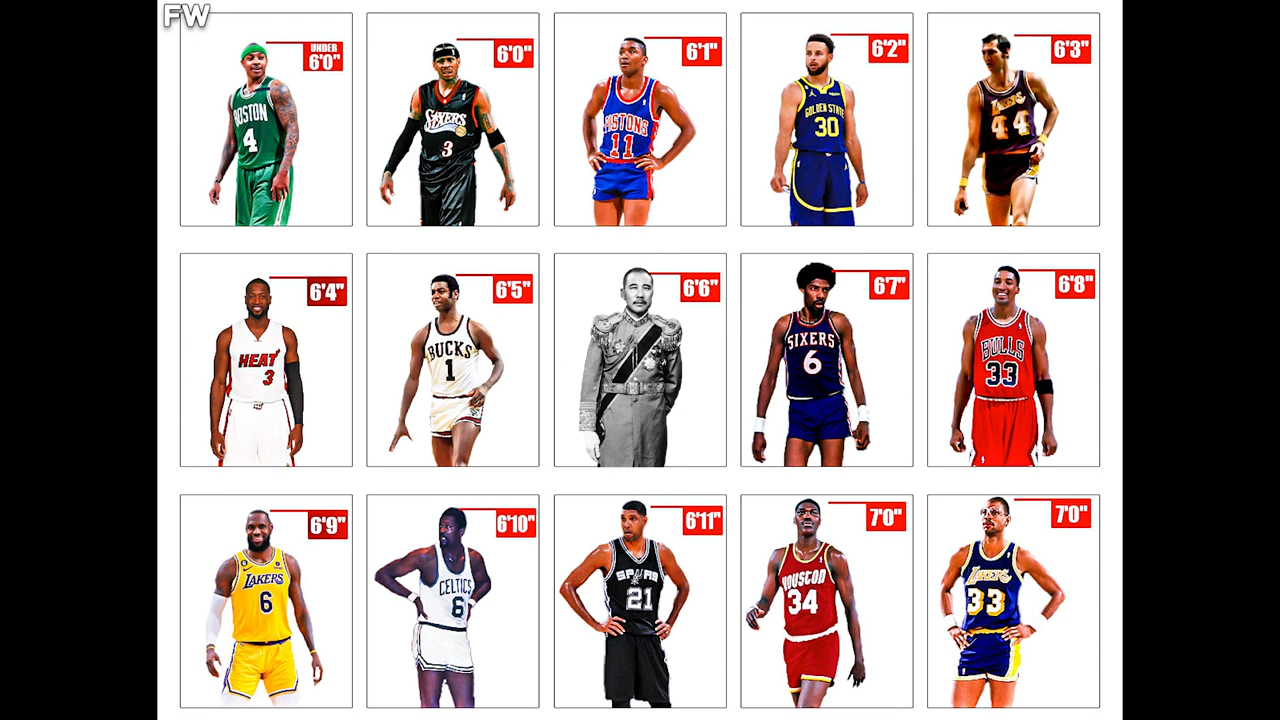 FW
UNDER
6'0"
BOSTON
4
6'0"
SIXERS
3
6'1"
PISTONS
11
6'2"
GOLDEN STATE
30
6'3"
LAKERS
44
6'4"
HEAT
3
6'5"
BUCKS
1
6'6"
6'7"
SIXERS
6
6'8"
BULLS
33
6'9"
LAKERS
6
6'10"
CELTICS
6
6'11"
SPURS
21
7'0"
HOUSTON
34
7'0"
LAKERS
33